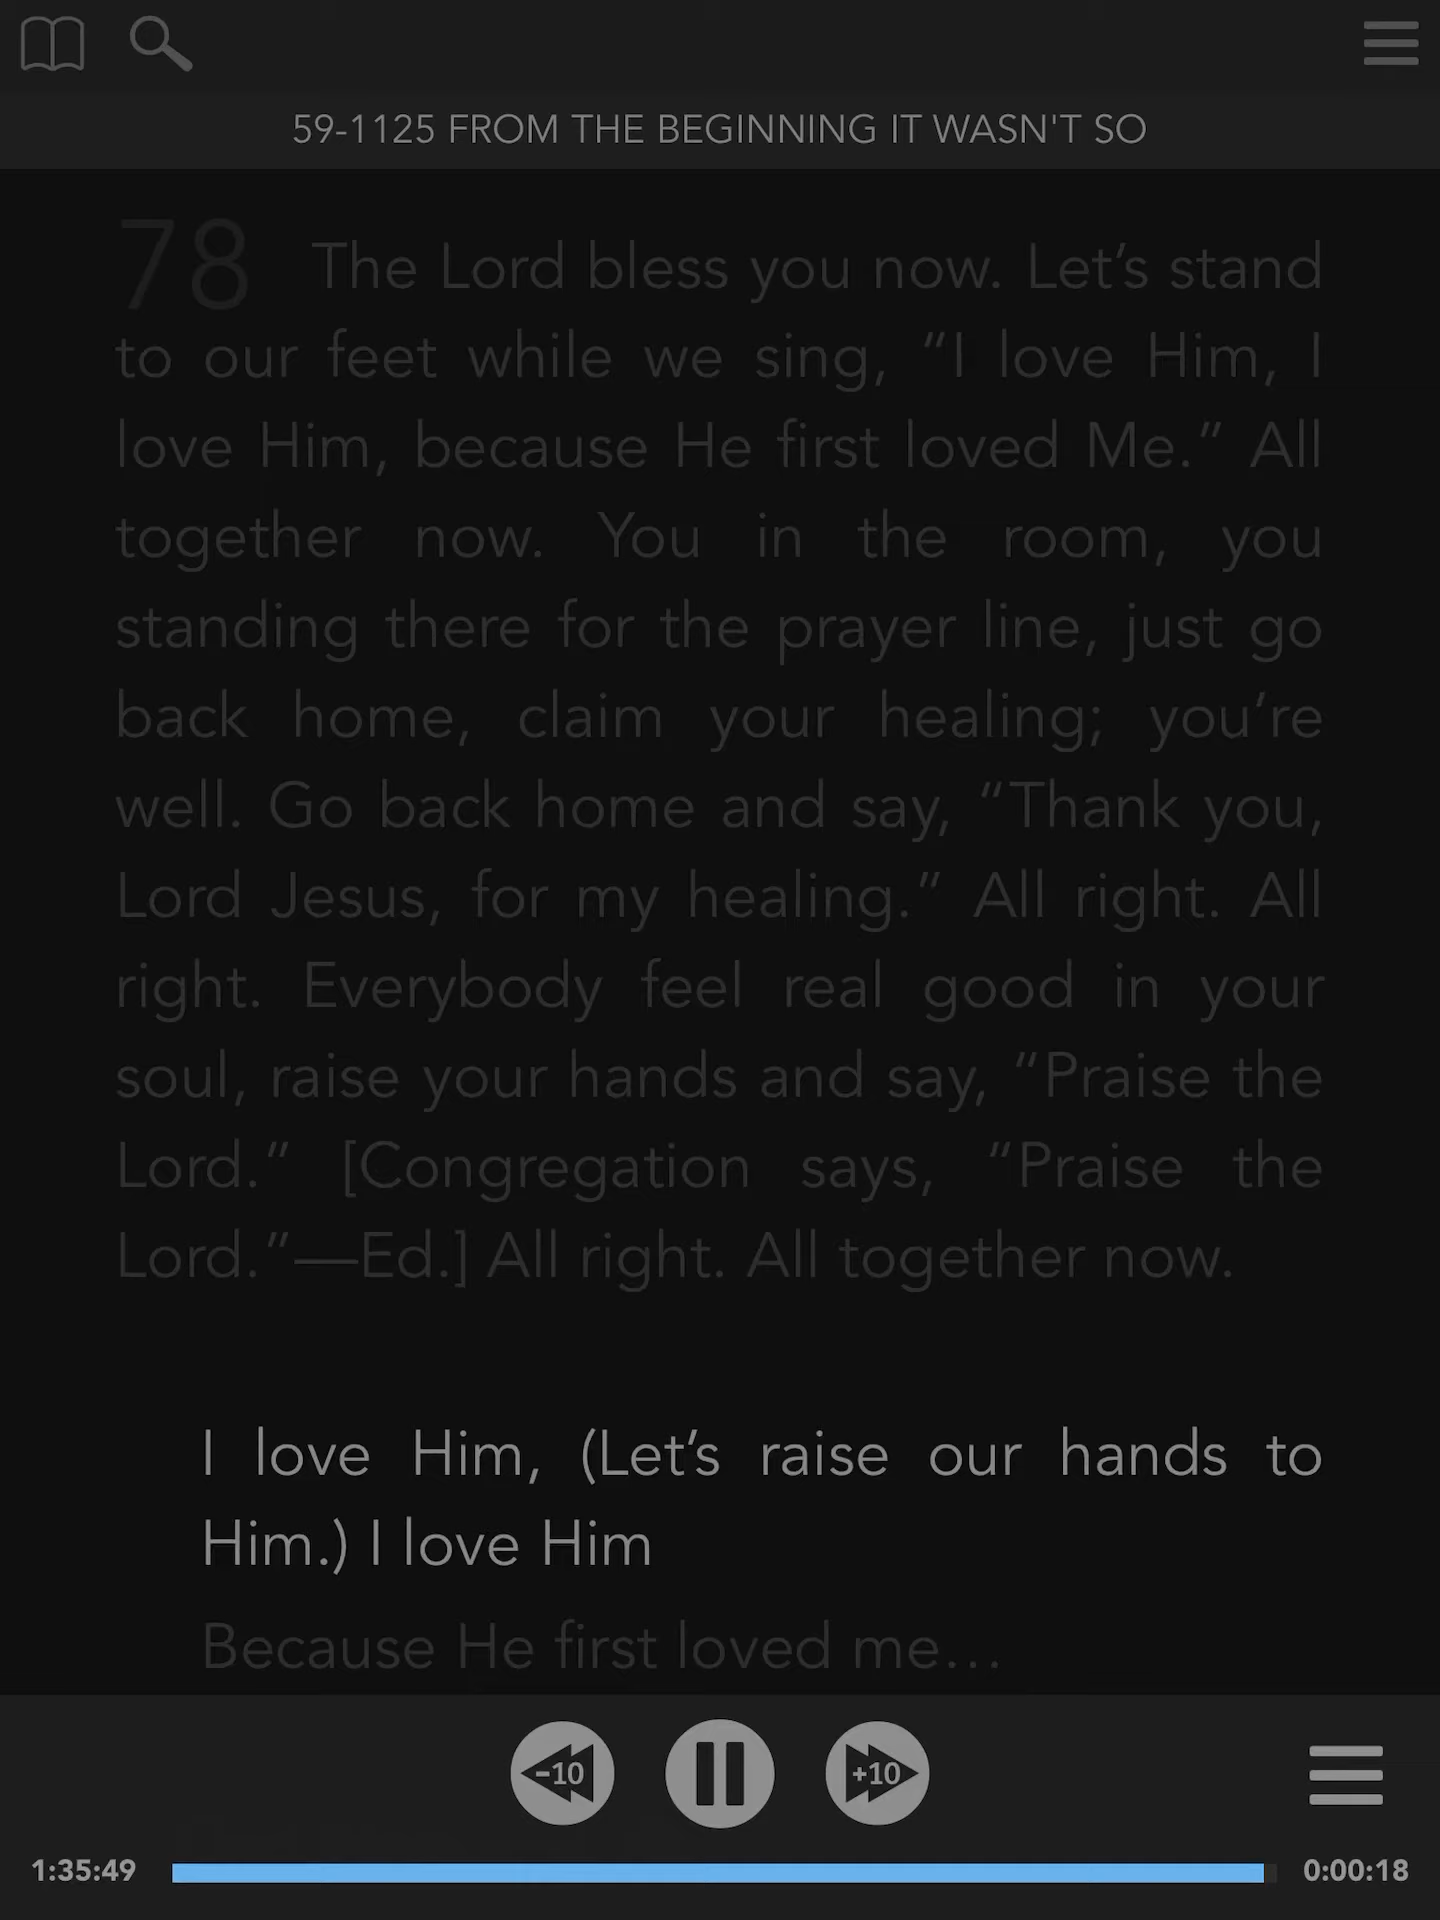 59-1125 FROM THE BEGINNING IT WASN'T SO
78 The Lord bless you now. Let’s stand
to our feet while we sing, “I love Him, I
love Him, because He first loved Me.” All
together now. You in the room, you
standing there for the prayer line, just go
back home, claim your healing; you’re
well. Go back home and say, “Thank you,
Lord Jesus, for my healing.” All right. All
right. Everybody feel real good in your
soul, raise your hands and say, “Praise the
Lord.” [Congregation says, “Praise the
Lord.”—Ed.] All right. All together now.
I love Him, (Let’s raise our hands to
Him.) I love Him
Because He first loved me…
-10 +10
1:35:49 0:00:18